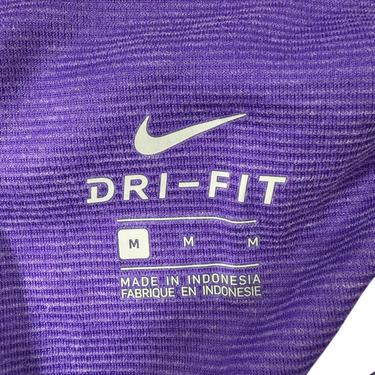 DRI-FIT
M M M
MADE IN INDONESIA
FABRIQUE EN INDONESIE